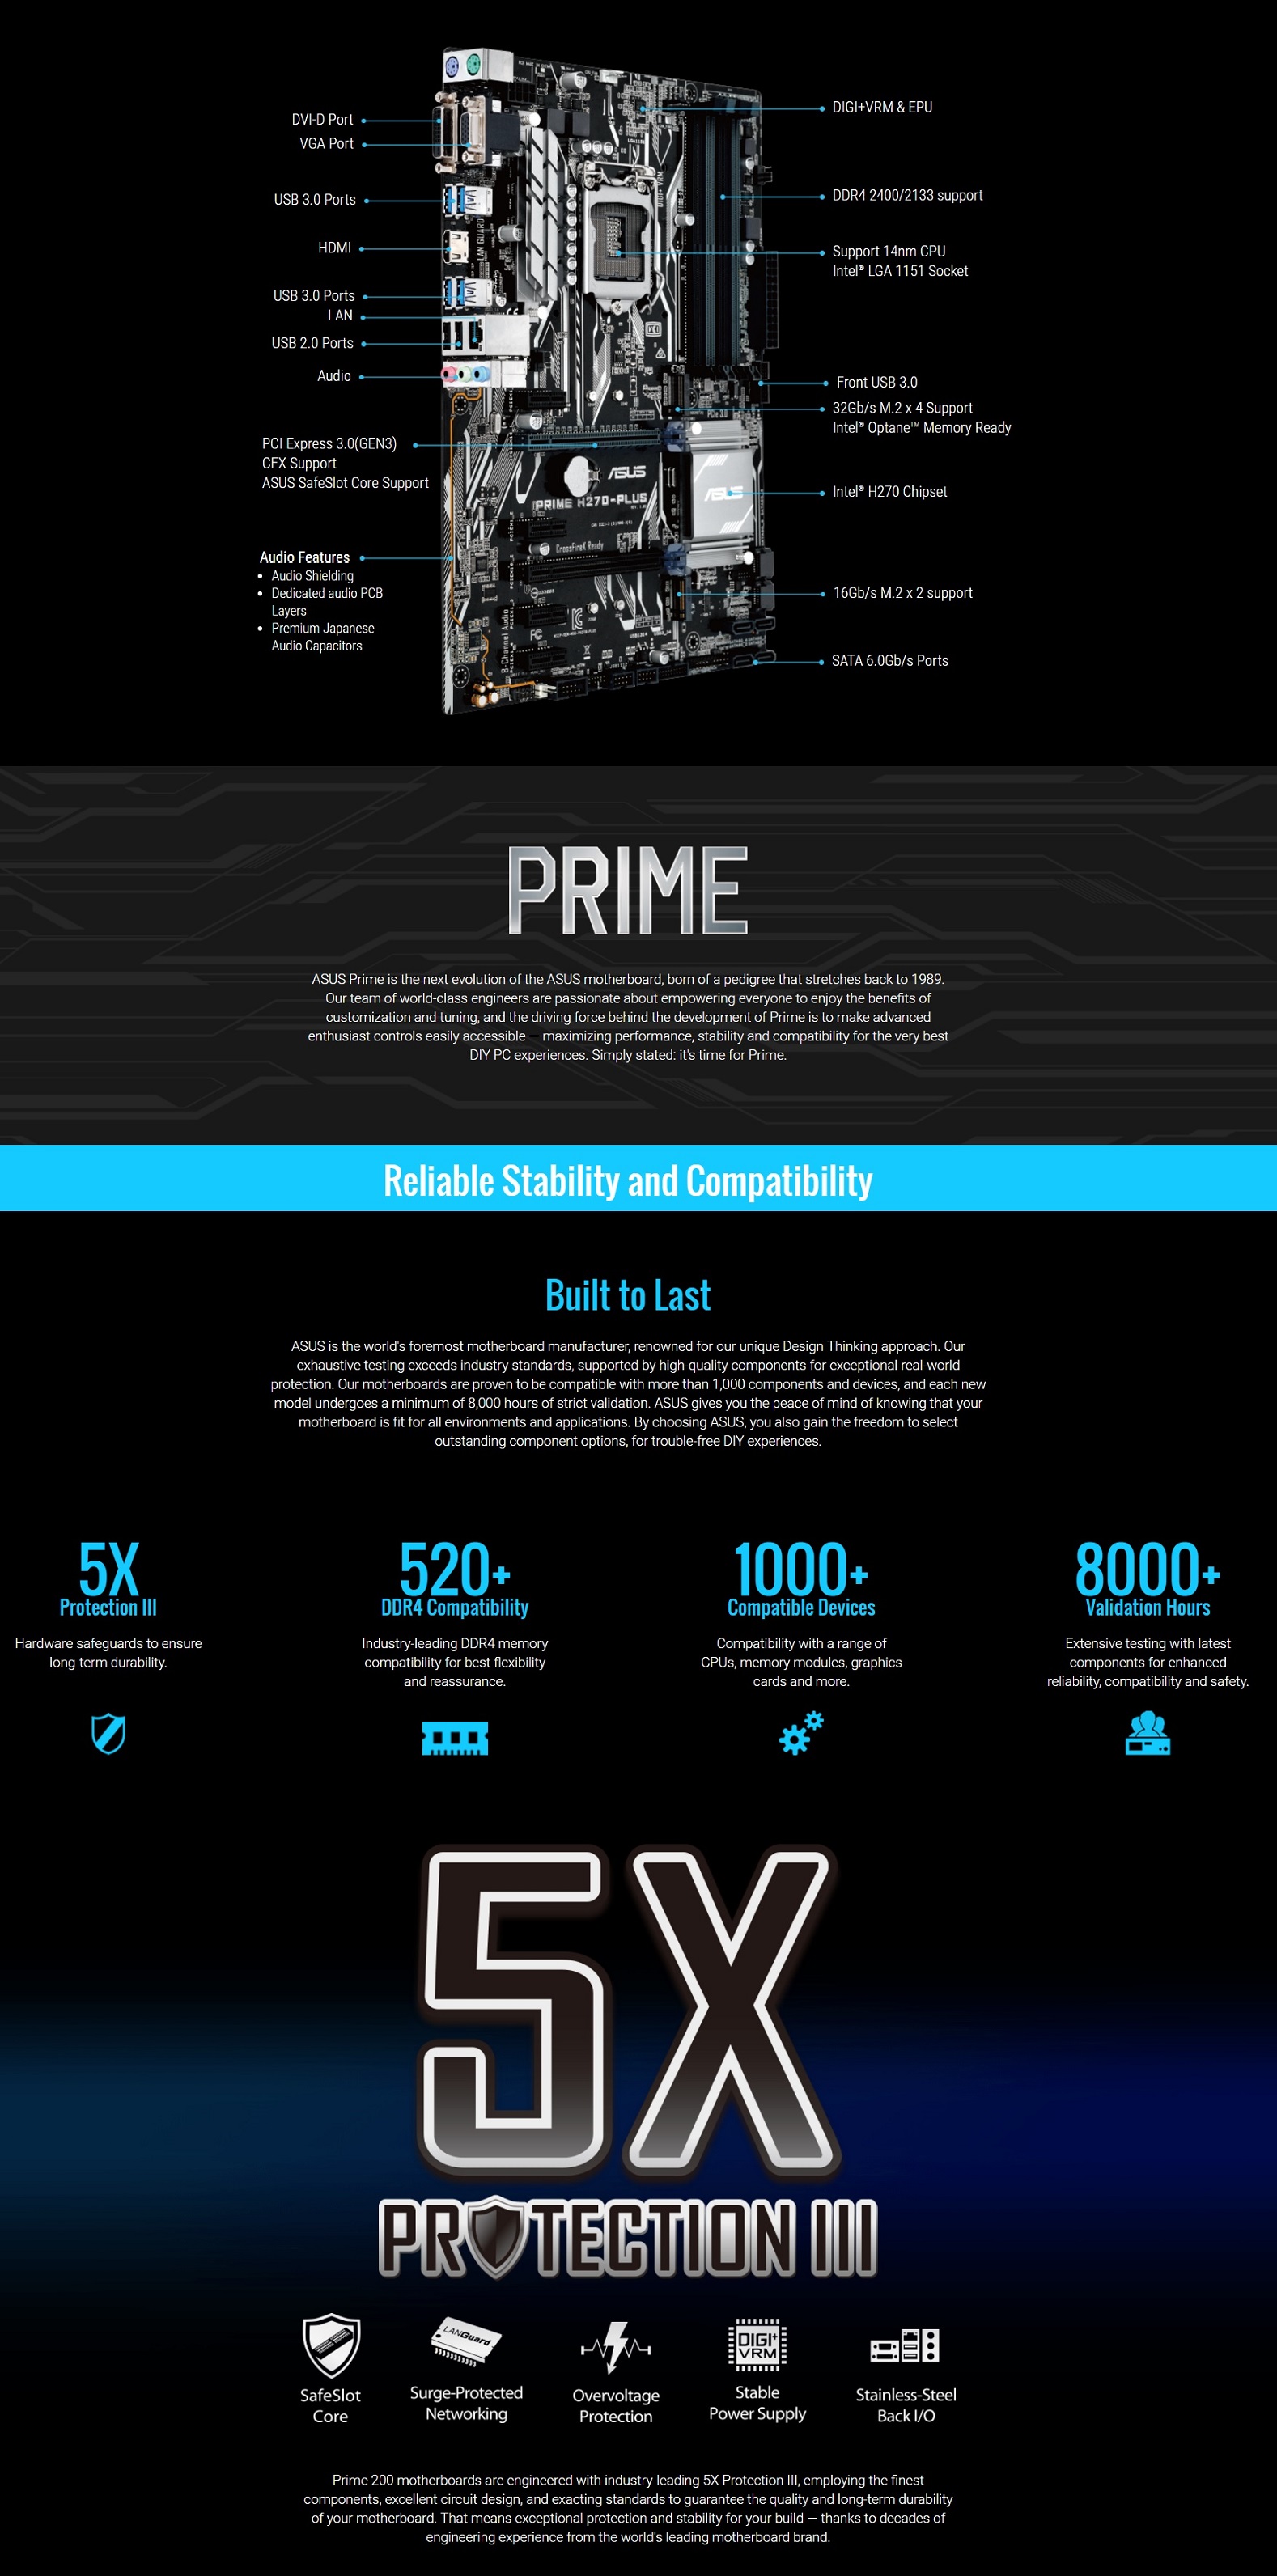 DVI-D Port
VGA Port
USB 3.0 Ports
HDMI
USB 3.0 Ports
LAN
USB 2.0 Ports
Audio
PCI Express 3.0(GEN3)
CFX Support
ASUS SafeSlot Core Support
Audio Features
• Audio Shielding
• Dedicated audio PCB
Layers
• Premium Japanese
Audio Capacitors
DIGI+VRM & EPU
DDR4 2400/2133 support
Support 14nm CPU
Intel® LGA 1151 Socket
Front USB 3.0
32Gb/s M.2 x 4 Support
Intel® Optane™ Memory Ready
Intel® H270 Chipset
16Gb/s M.2 x 2 support
SATA 6.0Gb/s Ports
LAN GUARD
DIGI+ VRM
ASUS
PRIME H270-PLUS
ASUS
CrossFireX Ready
8-Channel Audio
PRIME
ASUS Prime is the next evolution of the ASUS motherboard, born of a pedigree that stretches back to 1989.
Our team of world-class engineers are passionate about empowering everyone to enjoy the benefits of
customization and tuning, and the driving force behind the development of Prime is to make advanced
enthusiast controls easily accessible — maximizing performance, stability and compatibility for the very best
DIY PC experiences. Simply stated: it's time for Prime.
Reliable Stability and Compatibility
Built to Last
ASUS is the world's foremost motherboard manufacturer, renowned for our unique Design Thinking approach. Our
exhaustive testing exceeds industry standards, supported by high-quality components for exceptional real-world
protection. Our motherboards are proven to be compatible with more than 1,000 components and devices, and each new
model undergoes a minimum of 8,000 hours of strict validation. ASUS gives you the peace of mind of knowing that your
motherboard is fit for all environments and applications. By choosing ASUS, you also gain the freedom to select
outstanding component options, for trouble-free DIY experiences.
5X
Protection III
Hardware safeguards to ensure
long-term durability.
520+
DDR4 Compatibility
Industry-leading DDR4 memory
compatibility for best flexibility
and reassurance.
1000+
Compatible Devices
Compatibility with a range of
CPUs, memory modules, graphics
cards and more.
8000+
Validation Hours
Extensive testing with latest
components for enhanced
reliability, compatibility and safety.
5X
PROTECTION III
SafeSlot
Core
LANGuard
Surge-Protected
Networking
Overvoltage
Protection
DIGI+
VRM
Stable
Power Supply
Stainless-Steel
Back I/O
Prime 200 motherboards are engineered with industry-leading 5X Protection III, employing the finest
components, excellent circuit design, and exacting standards to guarantee the quality and long-term durability
of your motherboard. That means exceptional protection and stability for your build — thanks to decades of
engineering experience from the world's leading motherboard brand.